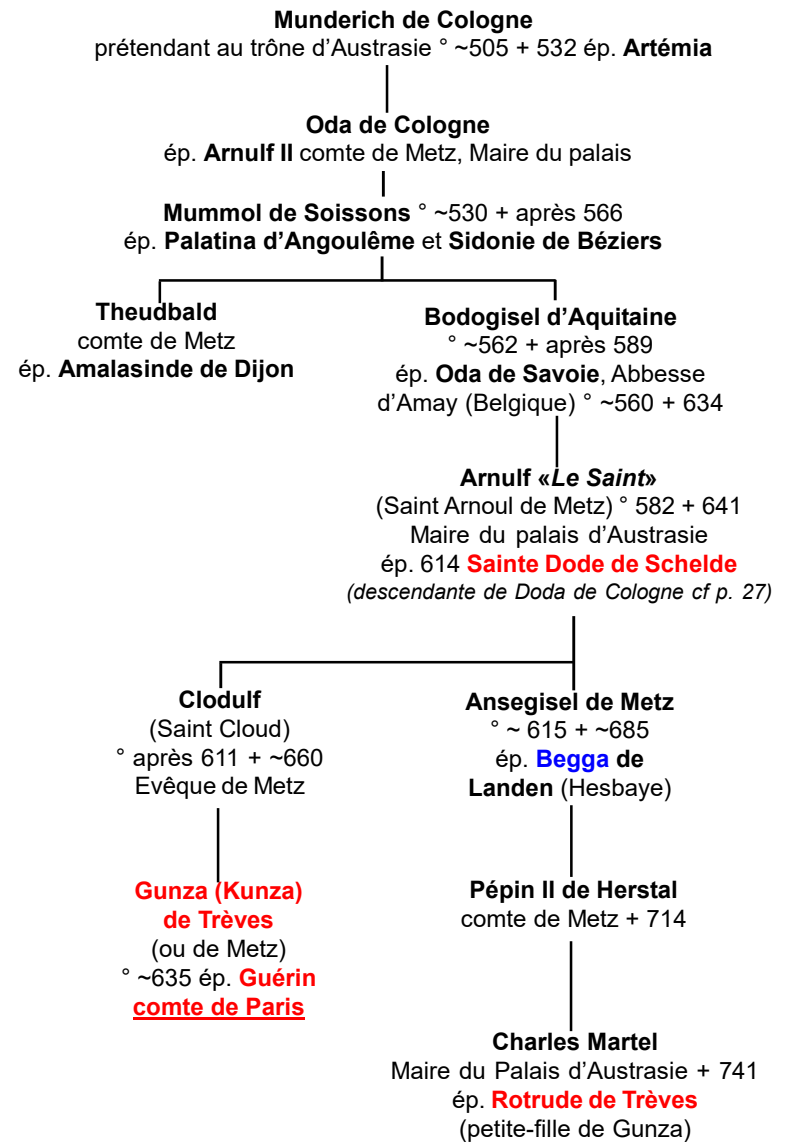 Munderich de Cologne
prétendant au trône d’Austrasie ° ~505 + 532 ép. Artémia
Oda de Cologne
ép. Arnulf II comte de Metz, Maire du palais
Mummol de Soissons ° ~530 + après 566
ép. Palatina d’Angoulême et Sidonie de Béziers
Theudbald
comte de Metz
ép. Amalasinde de Dijon
Bodogisel d’Aquitaine
° ~562 + après 589
ép. Oda de Savoie, Abbesse
d’Amay (Belgique) ° ~560 + 634
Arnulf «Le Saint»
(Saint Arnoul de Metz) ° 582 + 641
Maire du palais d’Austrasie
ép. 614 Sainte Dode de Schelde
(descendante de Doda de Cologne cf p. 27)
Clodulf
(Saint Cloud)
° après 611 + ~660
Evêque de Metz
Ansegisel de Metz
° ~ 615 + ~685
ép. Begga de
Landen (Hesbaye)
Gunza (Kunza)
de Trèves
(ou de Metz)
° ~635 ép. Guérin
comte de Paris
Pépin II de Herstal
comte de Metz + 714
Charles Martel
Maire du Palais d’Austrasie + 741
ép. Rotrude de Trèves
(petite-fille de Gunza)